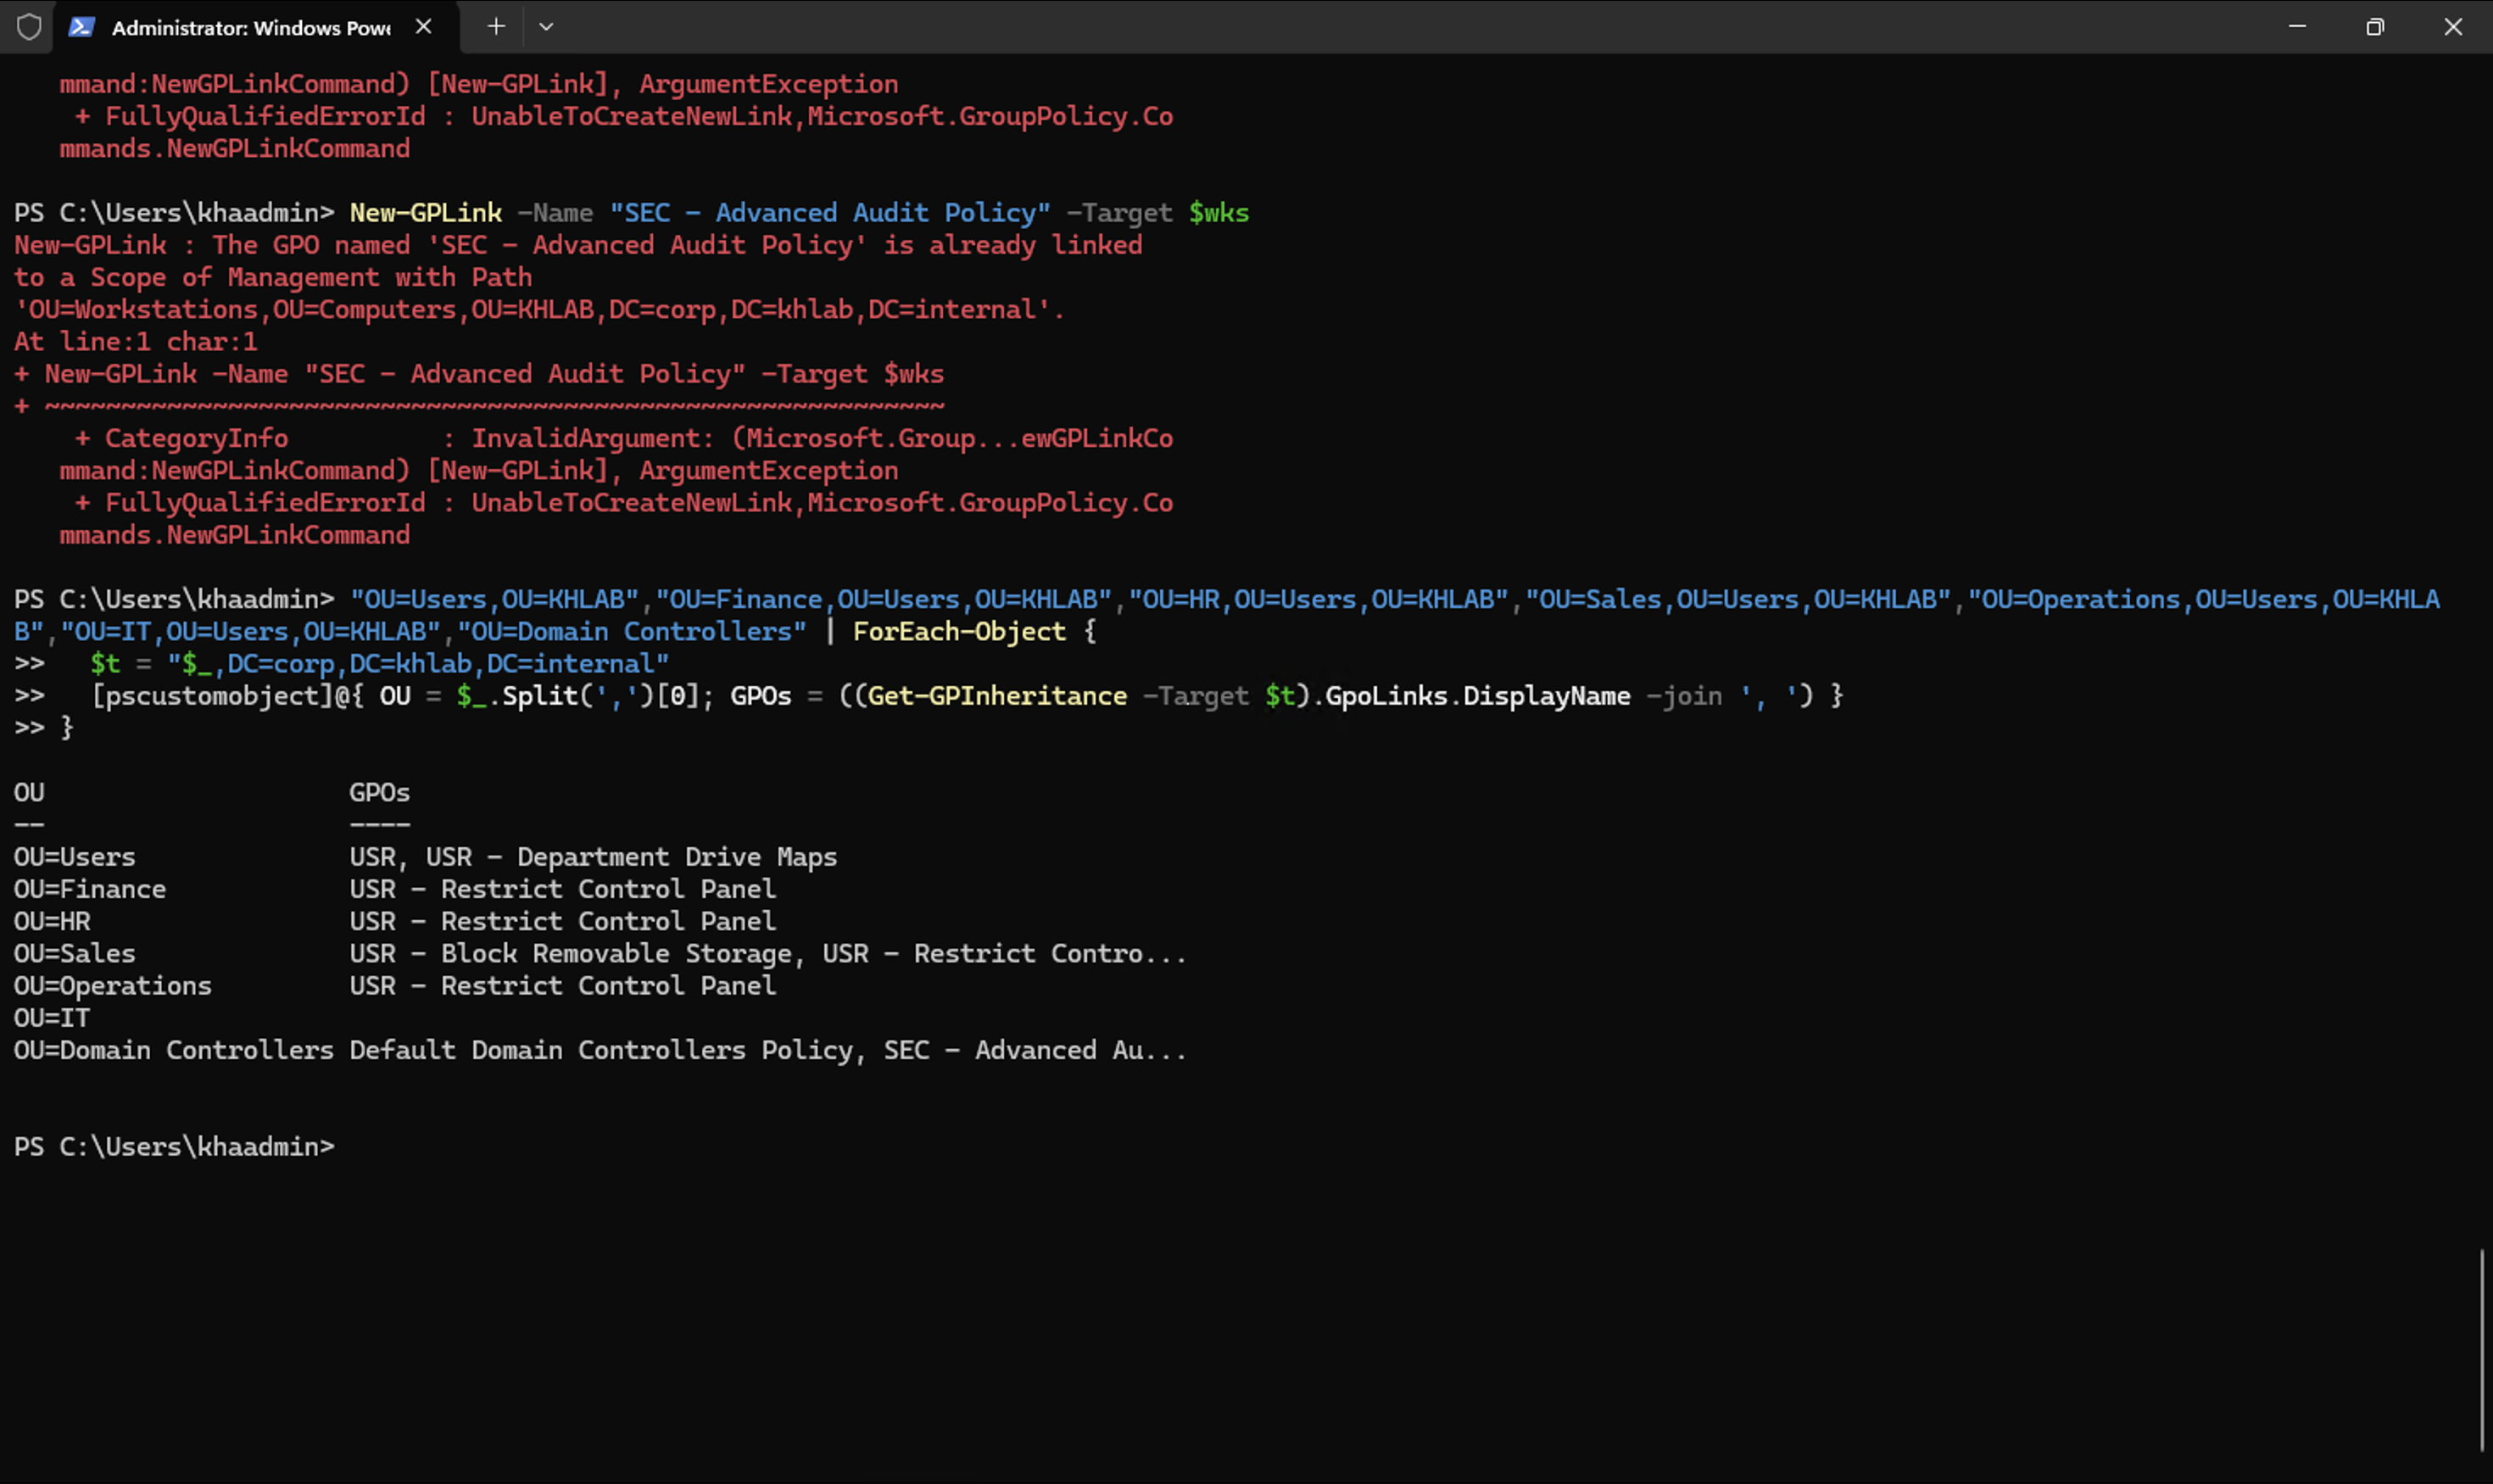 Administrator: Windows Powe
mmand:NewGPLinkCommand) [New-GPLink], ArgumentException
+ FullyQualifiedErrorId : UnableToCreateNewLink,Microsoft.GroupPolicy.Co
mmands.NewGPLinkCommand
PS C:\Users\khaadmin> New-GPLink -Name "SEC - Advanced Audit Policy" -Target $wks
New-GPLink : The GPO named 'SEC - Advanced Audit Policy' is already linked
to a Scope of Management with Path
'OU=Workstations,OU=Computers,OU=KHLAB,DC=corp,DC=khlab,DC=internal'.
At line:1 char:1
+ New-GPLink -Name "SEC - Advanced Audit Policy" -Target $wks
+ ~~~~~~~~~~~~~~~~~~~~~~~~~~~~~~~~~~~~~~~~~~~~~~~~~~~~~~~~~~~
+ CategoryInfo          : InvalidArgument: (Microsoft.Group...ewGPLinkCo
mmand:NewGPLinkCommand) [New-GPLink], ArgumentException
+ FullyQualifiedErrorId : UnableToCreateNewLink,Microsoft.GroupPolicy.Co
mmands.NewGPLinkCommand
PS C:\Users\khaadmin> "OU=Users,OU=KHLAB","OU=Finance,OU=Users,OU=KHLAB","OU=HR,OU=Users,OU=KHLAB","OU=Sales,OU=Users,OU=KHLAB","OU=Operations,OU=Users,OU=KHLA
B","OU=IT,OU=Users,OU=KHLAB","OU=Domain Controllers" | ForEach-Object {
>>   $t = "$_,DC=corp,DC=khlab,DC=internal"
>>   [pscustomobject]@{ OU = $_.Split(',')[0]; GPOs = ((Get-GPInheritance -Target $t).GpoLinks.DisplayName -join ', ') }
>> }
OU                    GPOs
--                    ----
OU=Users              USR, USR - Department Drive Maps
OU=Finance            USR - Restrict Control Panel
OU=HR                 USR - Restrict Control Panel
OU=Sales              USR - Block Removable Storage, USR - Restrict Contro...
OU=Operations         USR - Restrict Control Panel
OU=IT
OU=Domain Controllers Default Domain Controllers Policy, SEC - Advanced Au...
PS C:\Users\khaadmin>